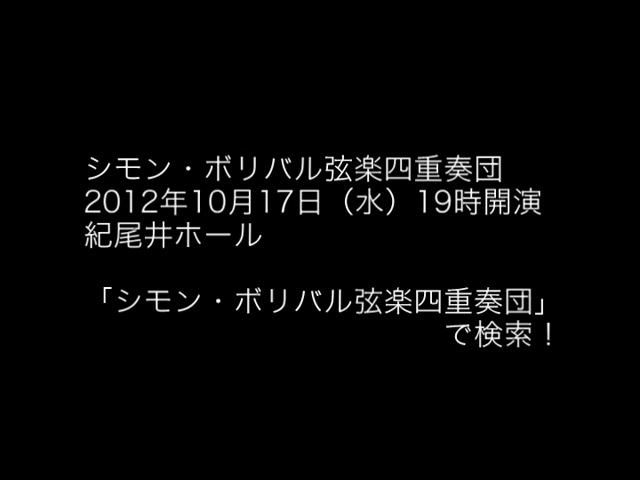 シモン・ボリバル弦楽四重奏団
2012年10月17日（水）19時開演
紀尾井ホール
「シモン・ボリバル弦楽四重奏団」
で検索！